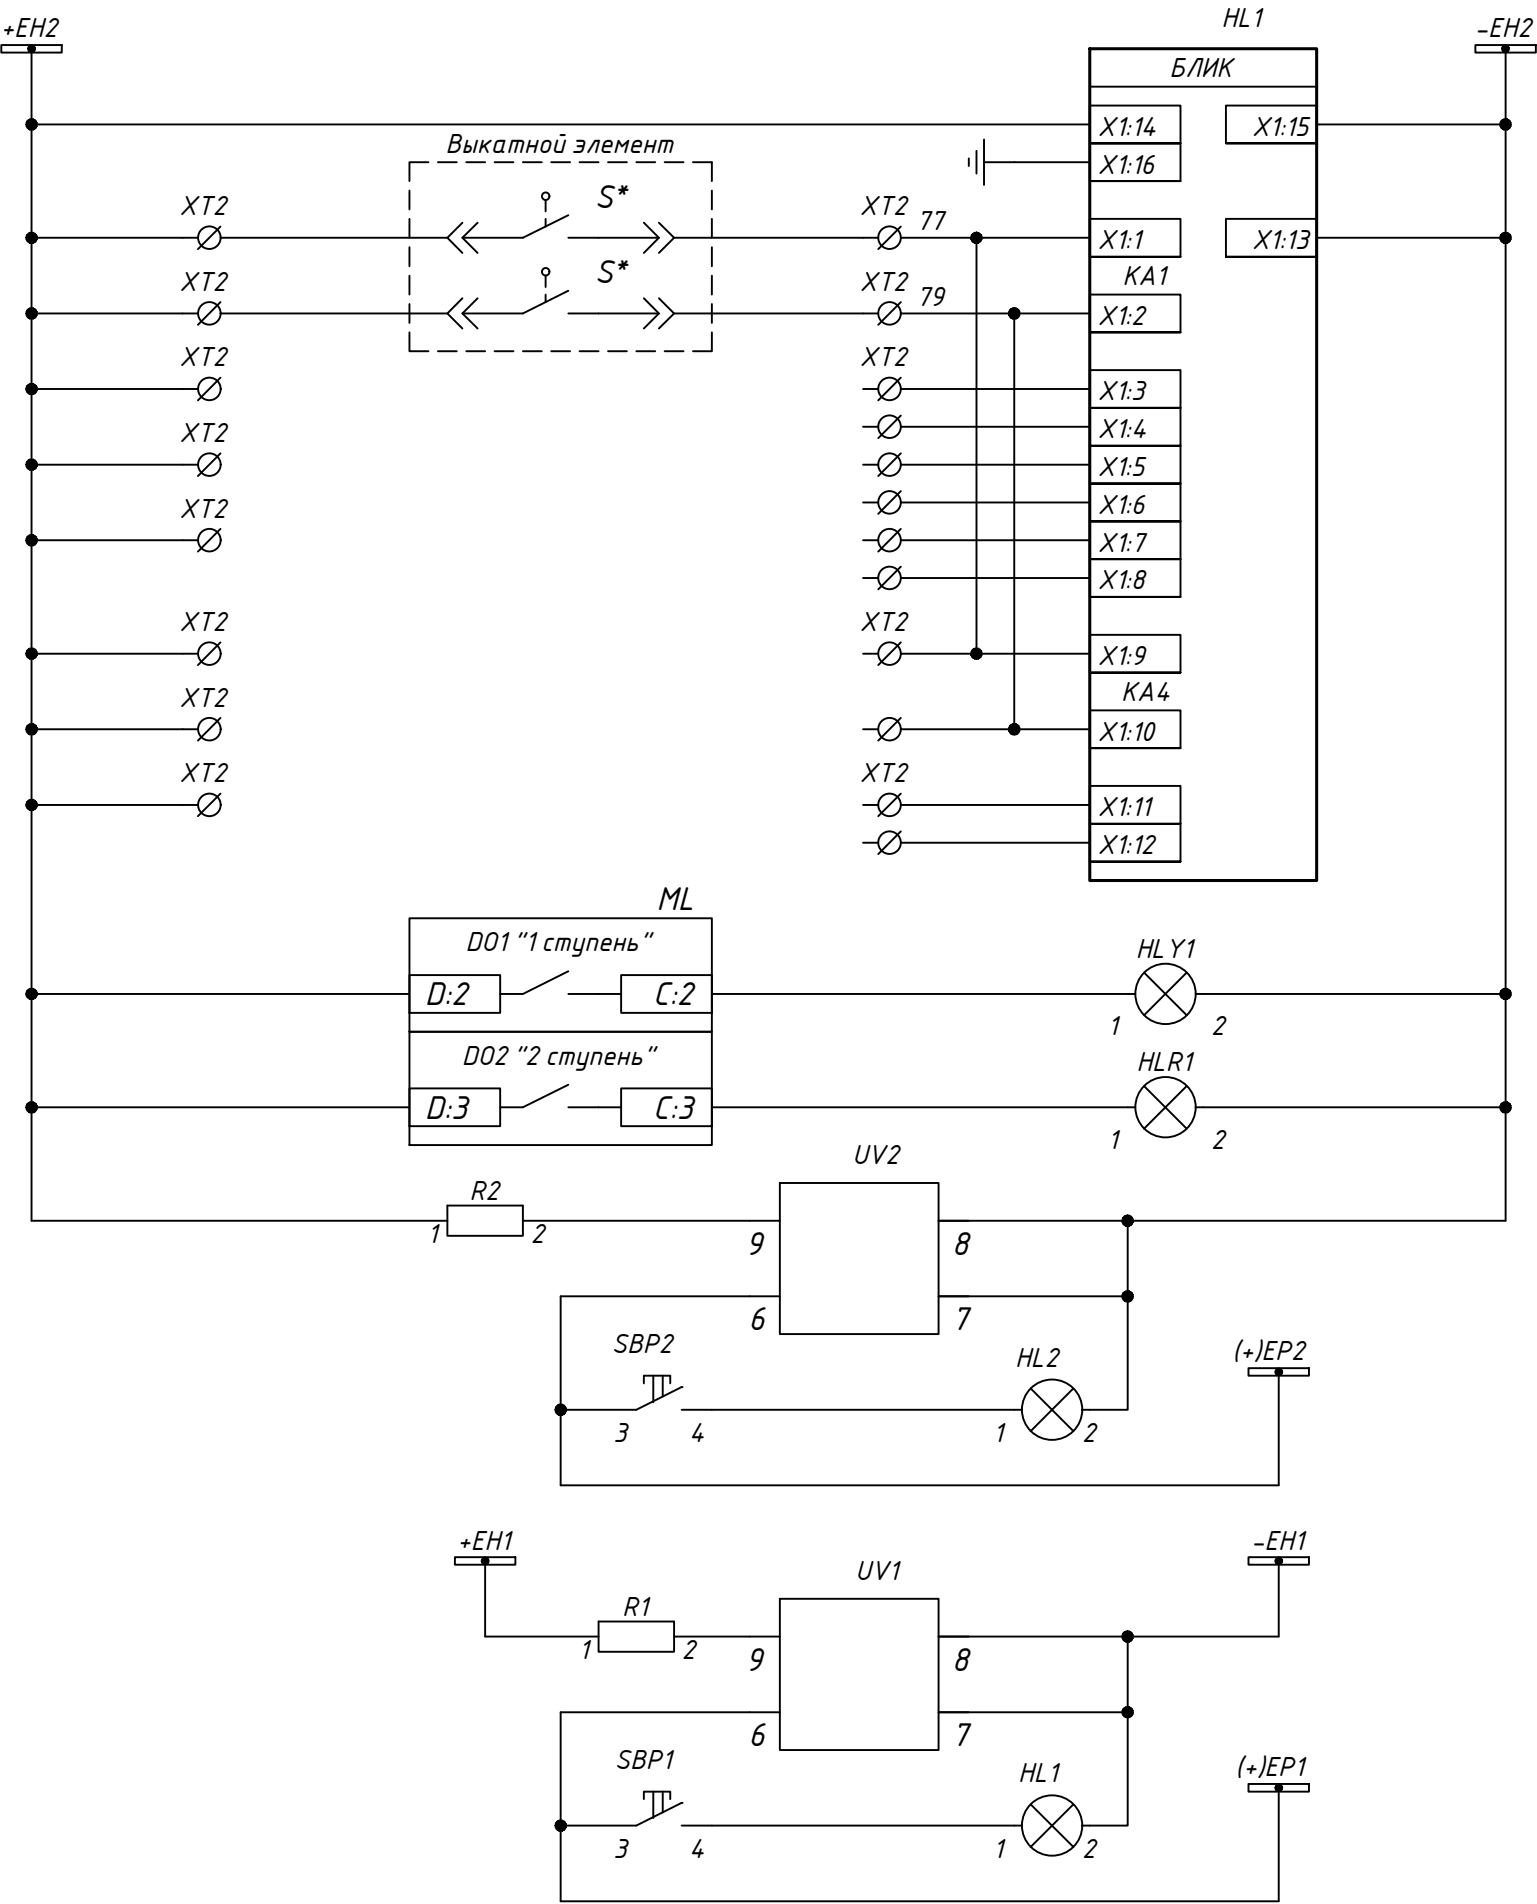 +EH2
HL1
-EH2
БЛИК
X1:14
X1:15
Выкатной элемент
X1:16
XT2
S*
XT2
77
X1:1
X1:13
XT2
S*
XT2
79
KA1
X1:2
XT2
XT2
X1:3
XT2
X1:4
X1:5
XT2
X1:6
X1:7
X1:8
XT2
XT2
X1:9
XT2
KA4
X1:10
XT2
XT2
X1:11
X1:12
ML
DO1 "1 ступень"
HLY1
D:2
C:2
1
2
DO2 "2 ступень"
HLR1
D:3
C:3
1
2
UV2
R2
1
2
9
8
6
7
SBP2
HL2
(+)EP2
3
4
1
2
+EH1
-EH1
UV1
R1
1
2
9
8
6
7
SBP1
HL1
(+)EP1
3
4
1
2